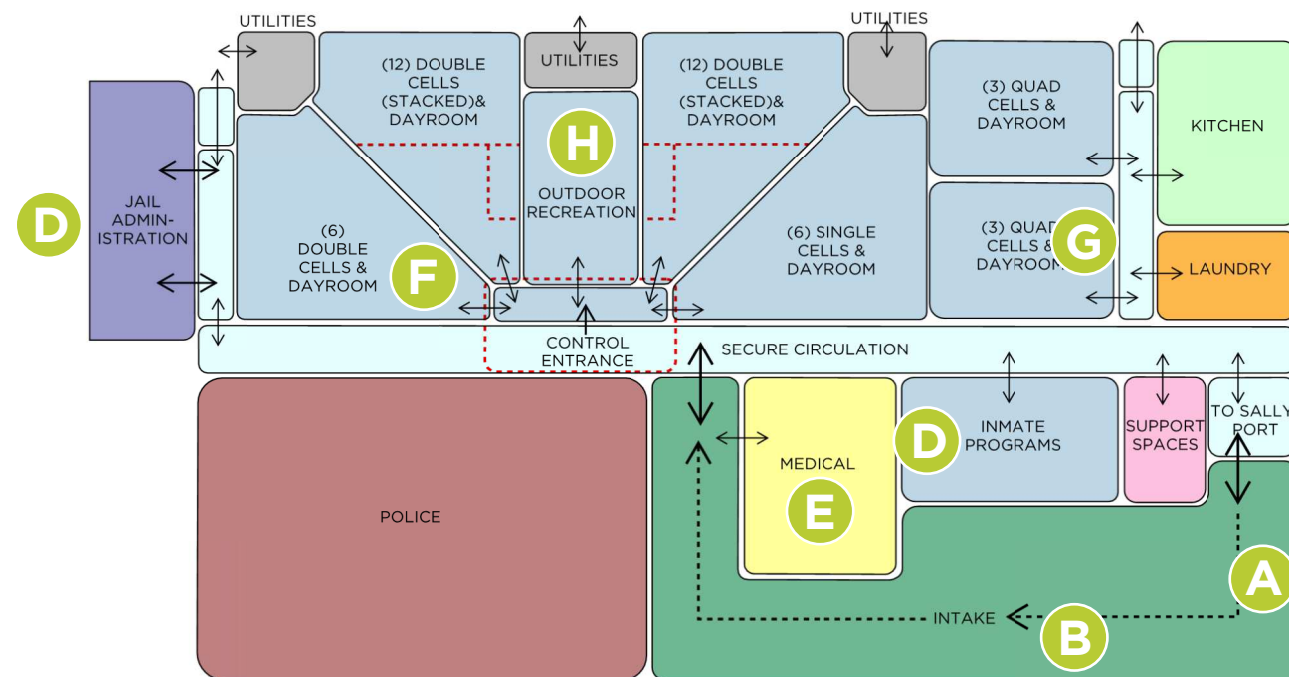 UTILITIES
UTILITIES
(12) DOUBLE
CELLS
(STACKED)&
DAYROOM
UTILITIES
(12) DOUBLE
CELLS
(STACKED)&
DAYROOM
(3) QUAD
CELLS &
DAYROOM
KITCHEN
H
D
JAIL
ADMIN-
ISTRATION
OUTDOOR
RECREATION
(6)
DOUBLE
CELLS &
DAYROOM
F
(6) SINGLE
CELLS &
DAYROOM
(3) QUAD
CELLS &
DAYROOM
G
LAUNDRY
CONTROL
ENTRANCE
SECURE CIRCULATION
POLICE
MEDICAL
E
D
INMATE
PROGRAMS
SUPPORT
SPACES
TO SALLY
PORT
A
INTAKE
B